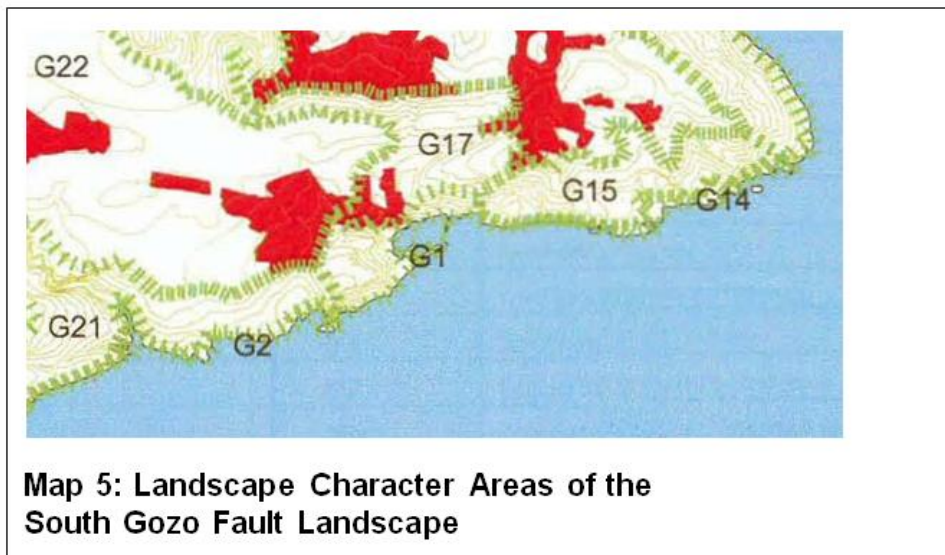 G22
G17
G15
G14
G1
G21
G2
Map 5: Landscape Character Areas of the
South Gozo Fault Landscape